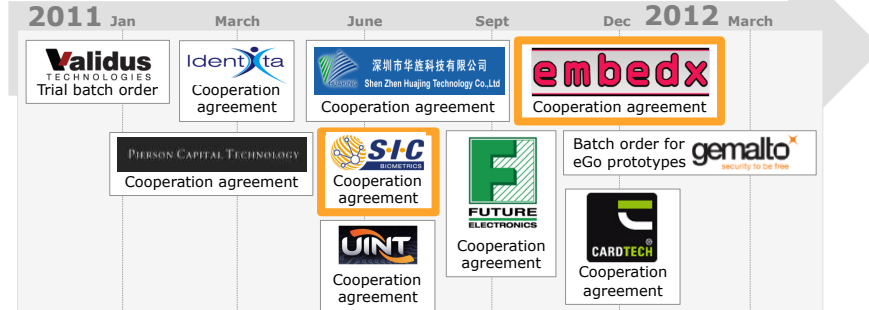 2011 Jan March June Sept Dec 2012 March
Validus
TECHNOLOGIES
Trial batch order
Identxta
Cooperation
agreement
深圳市华旌科技有限公司
HUAJING Shen Zhen Huajing Technology Co.,Ltd
Cooperation agreement
embedx
Cooperation agreement
PIERSON CAPITAL TECHNOLOGY
Cooperation agreement
S·I·C
BIOMETRICS
Cooperation
agreement
UINT
Cooperation
agreement
F
FUTURE
ELECTRONICS
Cooperation
agreement
Batch order for
eGo prototypes
gemalto
security to be free
CARDTECH®
Cooperation
agreement